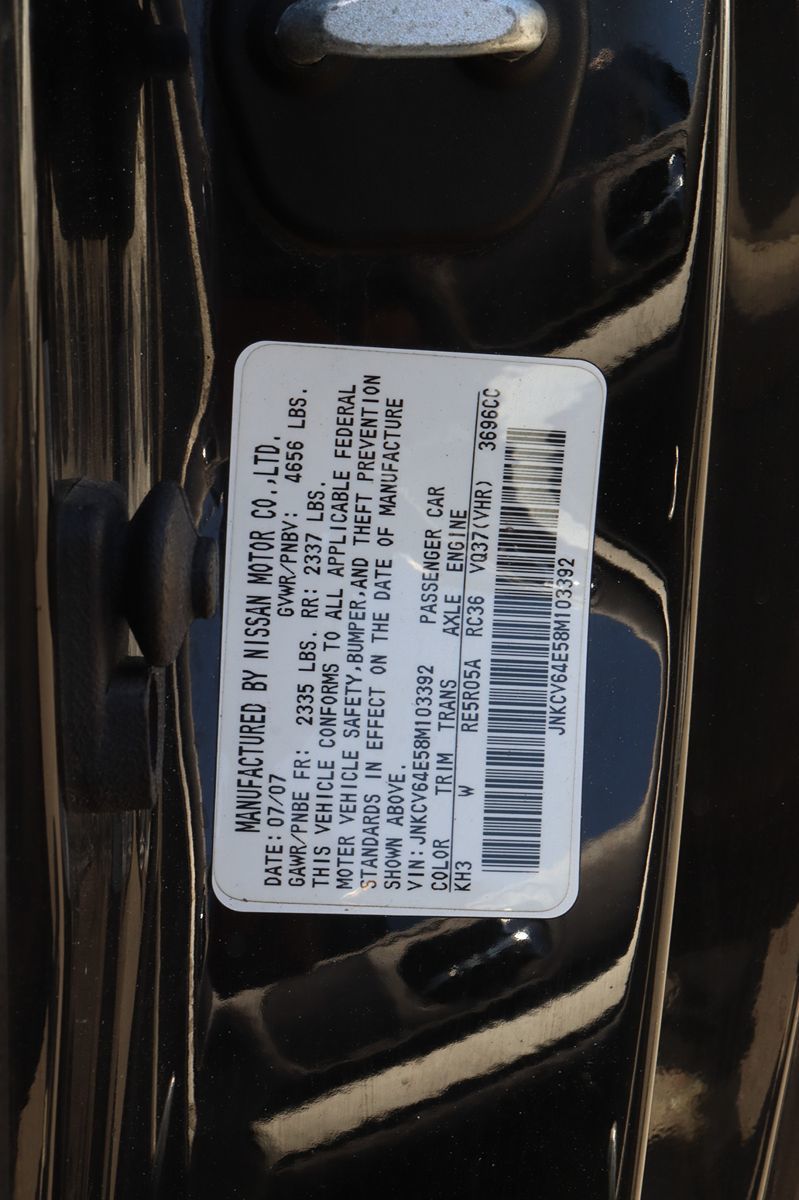 MANUFACTURED BY NISSAN MOTOR CO.,LTD.
DATE: 07/07 GVWR/PNBV: 4656 LBS.
GAWR/PNBE FR: 2335 LBS. RR: 2337 LBS.
THIS VEHICLE CONFORMS TO ALL APPLICABLE FEDERAL
MOTER VEHICLE SAFETY,BUMPER,AND THEFT PREVENTION
STANDARDS IN EFFECT ON THE DATE OF MANUFACTURE
SHOWN ABOVE.
VIN:JNKCV64E58M103392 PASSENGER CAR
COLOR TRIM TRANS AXLE ENGINE
KH3 W RE5R05A RC36 VQ37(VHR) 3696CC
JNKCV64E58M103392